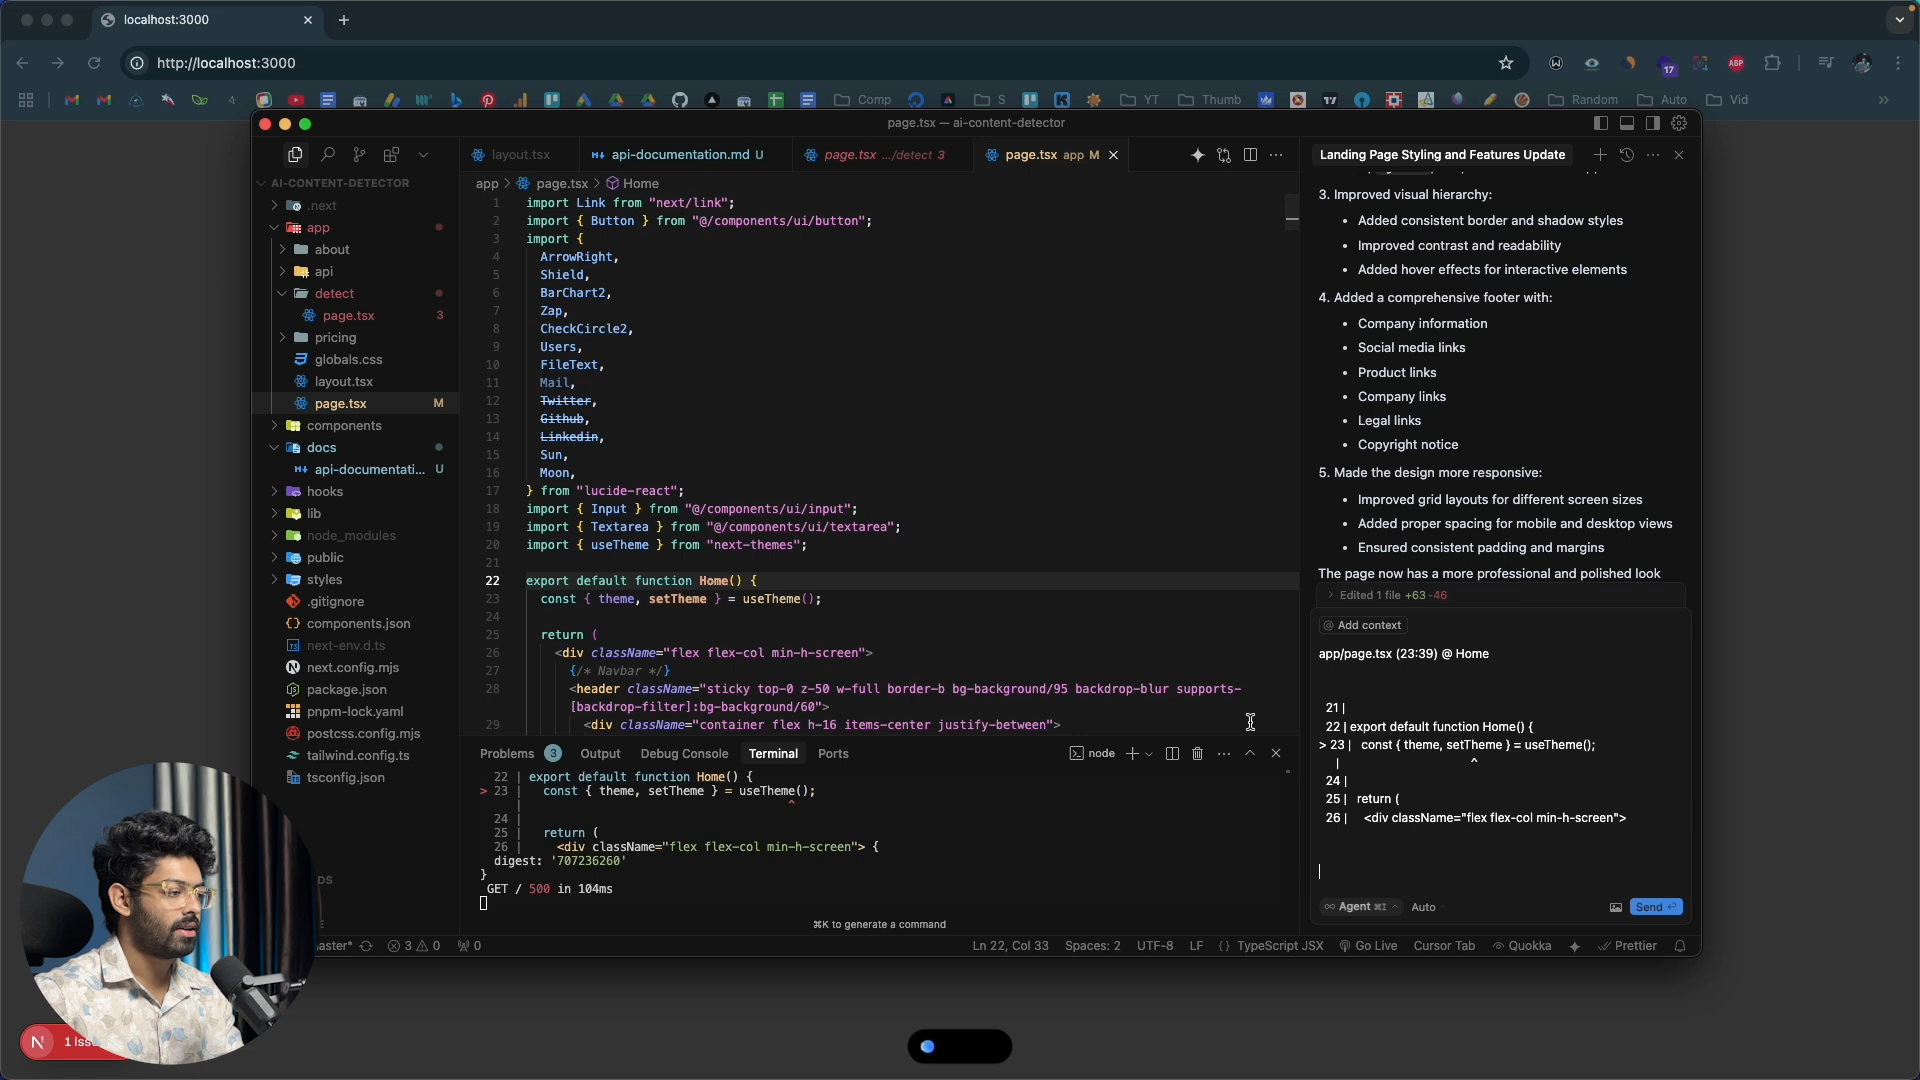 localhost:3000
http://localhost:3000
17
ABP
Comp
S
YT
Thumb
Random
Auto
Vid
page.tsx — ai-content-detector
AI-CONTENT-DETECTOR
.next
app
about
api
detect
page.tsx 3
pricing
globals.css
layout.tsx
page.tsx M
components
docs
api-documentati... U
hooks
lib
node_modules
public
styles
.gitignore
components.json
next-env.d.ts
next.config.mjs
package.json
pnpm-lock.yaml
postcss.config.mjs
tailwind.config.ts
tsconfig.json
layout.tsx
api-documentation.md U
page.tsx .../detect 3
page.tsx app M
app > page.tsx > Home
1 import Link from "next/link";
2 import { Button } from "@/components/ui/button";
3 import {
4 ArrowRight,
5 Shield,
6 BarChart2,
7 Zap,
8 CheckCircle2,
9 Users,
10 FileText,
11 Mail,
12 Twitter,
13 Github,
14 Linkedin,
15 Sun,
16 Moon,
17 } from "lucide-react";
18 import { Input } from "@/components/ui/input";
19 import { Textarea } from "@/components/ui/textarea";
20 import { useTheme } from "next-themes";
21
22 export default function Home() {
23 const { theme, setTheme } = useTheme();
24
25 return (
26 <div className="flex flex-col min-h-screen">
27 {/* Navbar */}
28 <header className="sticky top-0 z-50 w-full border-b bg-background/95 backdrop-blur supports-
[backdrop-filter]:bg-background/60">
29 <div className="container flex h-16 items-center justify-between">
Problems 3 Output Debug Console Terminal Ports
node
22 | export default function Home() {
> 23 | const { theme, setTheme } = useTheme();
| ^
24 |
25 | return (
26 | <div className="flex flex-col min-h-screen"> {
digest: '707236260'
}
GET / 500 in 104ms
⌘K to generate a command
Landing Page Styling and Features Update
3. Improved visual hierarchy:
• Added consistent border and shadow styles
• Improved contrast and readability
• Added hover effects for interactive elements
4. Added a comprehensive footer with:
• Company information
• Social media links
• Product links
• Company links
• Legal links
• Copyright notice
5. Made the design more responsive:
• Improved grid layouts for different screen sizes
• Added proper spacing for mobile and desktop views
• Ensured consistent padding and margins
The page now has a more professional and polished look
> Edited 1 file +63 -46
@ Add context
app/page.tsx (23:39) @ Home
21 |
22 | export default function Home() {
> 23 | const { theme, setTheme } = useTheme();
| ^
24 |
25 | return (
26 | <div className="flex flex-col min-h-screen">
∞ Agent ⌘I
Auto
Send
aster*
3 0
0
Ln 22, Col 33
Spaces: 2
UTF-8
LF
{ } TypeScript JSX
Go Live
Cursor Tab
Quokka
Prettier
N
1 Iss